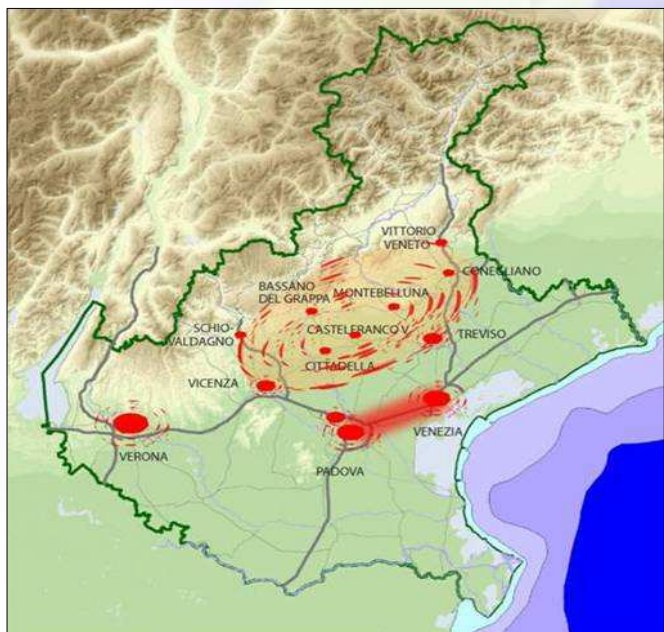 VITTORIO
VENETO
CONEGLIANO
BASSANO
DEL GRAPPA
MONTEBELLUNA
SCHIO-
VALDAGNO
CASTELFRANCO V.
TREVISO
CITTADELLA
VICENZA
VENEZIA
VERONA
PADOVA